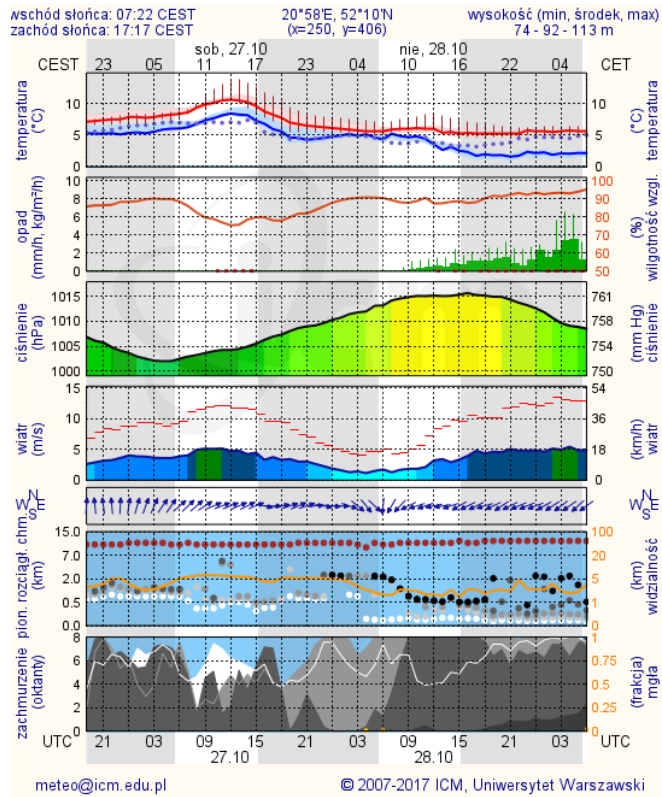 wschód słońca: 07:22 CEST 20°58'E, 52°10'N wysokość (min, środek, max)
zachód słońca: 17:17 CEST (x=250, y=406) 74 - 92 - 113 m
sob, 27.10 nie, 28.10
CEST 23 05 11 17 23 04 10 16 22 04 CET
temperatura (°C) 10 5 0 10 5 0 temperatura (°C)
opad (mm/h, kg/m²/h) 10 8 6 4 2 0 100 90 80 70 60 50 (%) wilgotność wzgl.
ciśnienie (hPa) 1015 1010 1005 1000 761 758 754 750 (mm Hg) ciśnienie
wiatr (m/s) 15 10 5 0 54 36 18 0 (km/h) wiatr
N W E S N W E S
pion. rozciągł. chm. (km) 15.0 7.0 2.0 0.5 0.0 100 20 5 1 0 (km) widzialność
zachmurzenie (oktanty) 8 6 4 2 0 1 0.75 0.5 0.25 0 (frakcja) mgła
UTC 21 03 09 15 21 03 09 15 21 03 UTC
27.10 28.10
meteo@icm.edu.pl © 2007-2017 ICM, Uniwersytet Warszawski